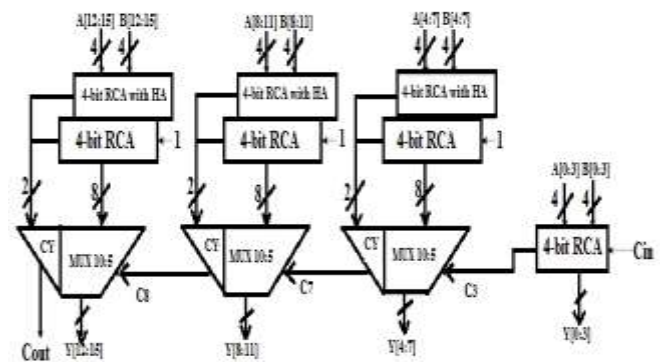 A[12:15] B[12:15]
A[8:11] B[8:11]
A[4:7] B[4:7]
4
4
4
4
4
4
4-bit RCA with HA
4-bit RCA with HA
4-bit RCA with HA
4-bit RCA
1
4-bit RCA
1
4-bit RCA
1
2
8
2
8
2
8
A[0:3] B[0:3]
4
4
CY
MUX 10:5
CY
MUX 10:5
CY
MUX 10:5
4-bit RCA
Cin
C8
C7
C3
Cout
Y[12:15]
Y[8:11]
Y[4:7]
Y[0:3]